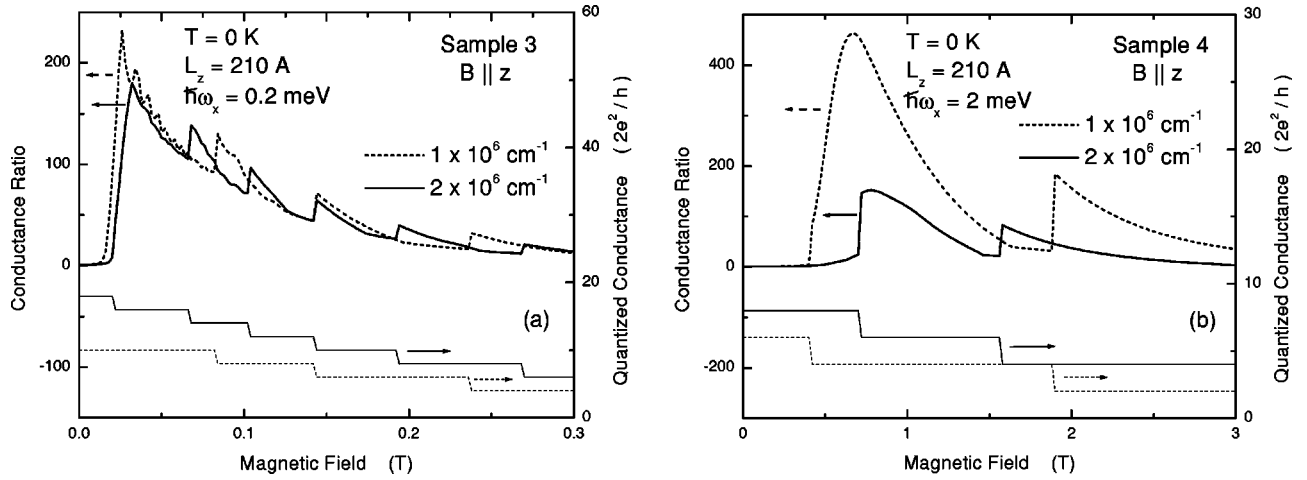 60
T = 0 K
L_z = 210 A
ħω_x = 0.2 meV
Sample 3
B || z
200
150
100
50
0
-50
-100
1 x 10^6 cm^-1
2 x 10^6 cm^-1
40
20
0
(a)
Conductance Ratio
Quantized Conductance ( 2e^2 / h )
0.0
0.1
0.2
0.3
Magnetic Field (T)
30
T = 0 K
L_z = 210 A
ħω_x = 2 meV
Sample 4
B || z
400
200
0
-200
1 x 10^6 cm^-1
2 x 10^6 cm^-1
20
10
0
(b)
Conductance Ratio
Quantized Conductance ( 2e^2 / h )
0
1
2
3
Magnetic Field (T)